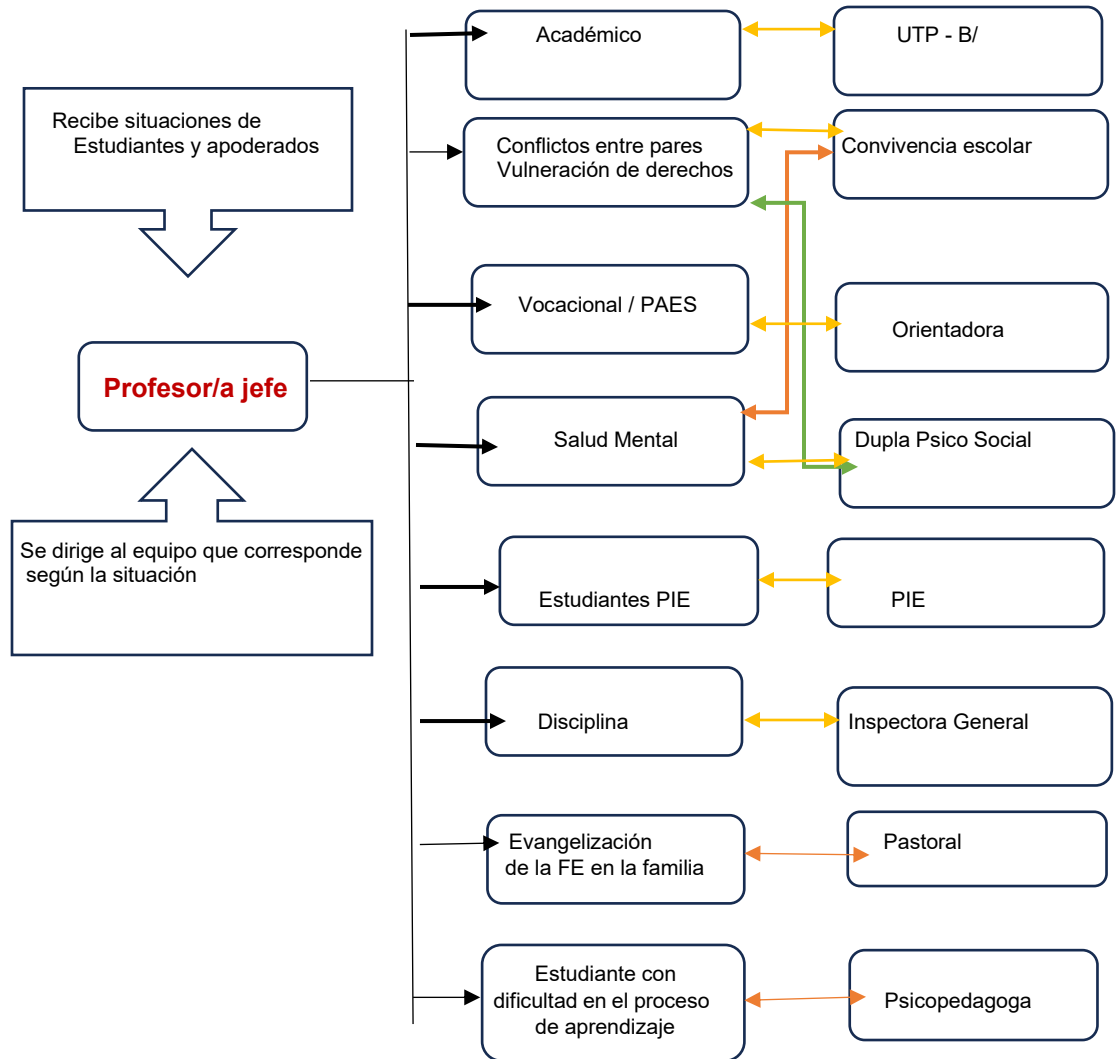 Recibe situaciones de
Estudiantes y apoderados
Profesor/a jefe
Se dirige al equipo que corresponde
según la situación
Académico
UTP - B/
Conflictos entre pares
Vulneración de derechos
Convivencia escolar
Vocacional / PAES
Orientadora
Salud Mental
Dupla Psico Social
Estudiantes PIE
PIE
Disciplina
Inspectora General
Evangelización
de la FE en la familia
Pastoral
Estudiante con
dificultad en el proceso
de aprendizaje
Psicopedagoga